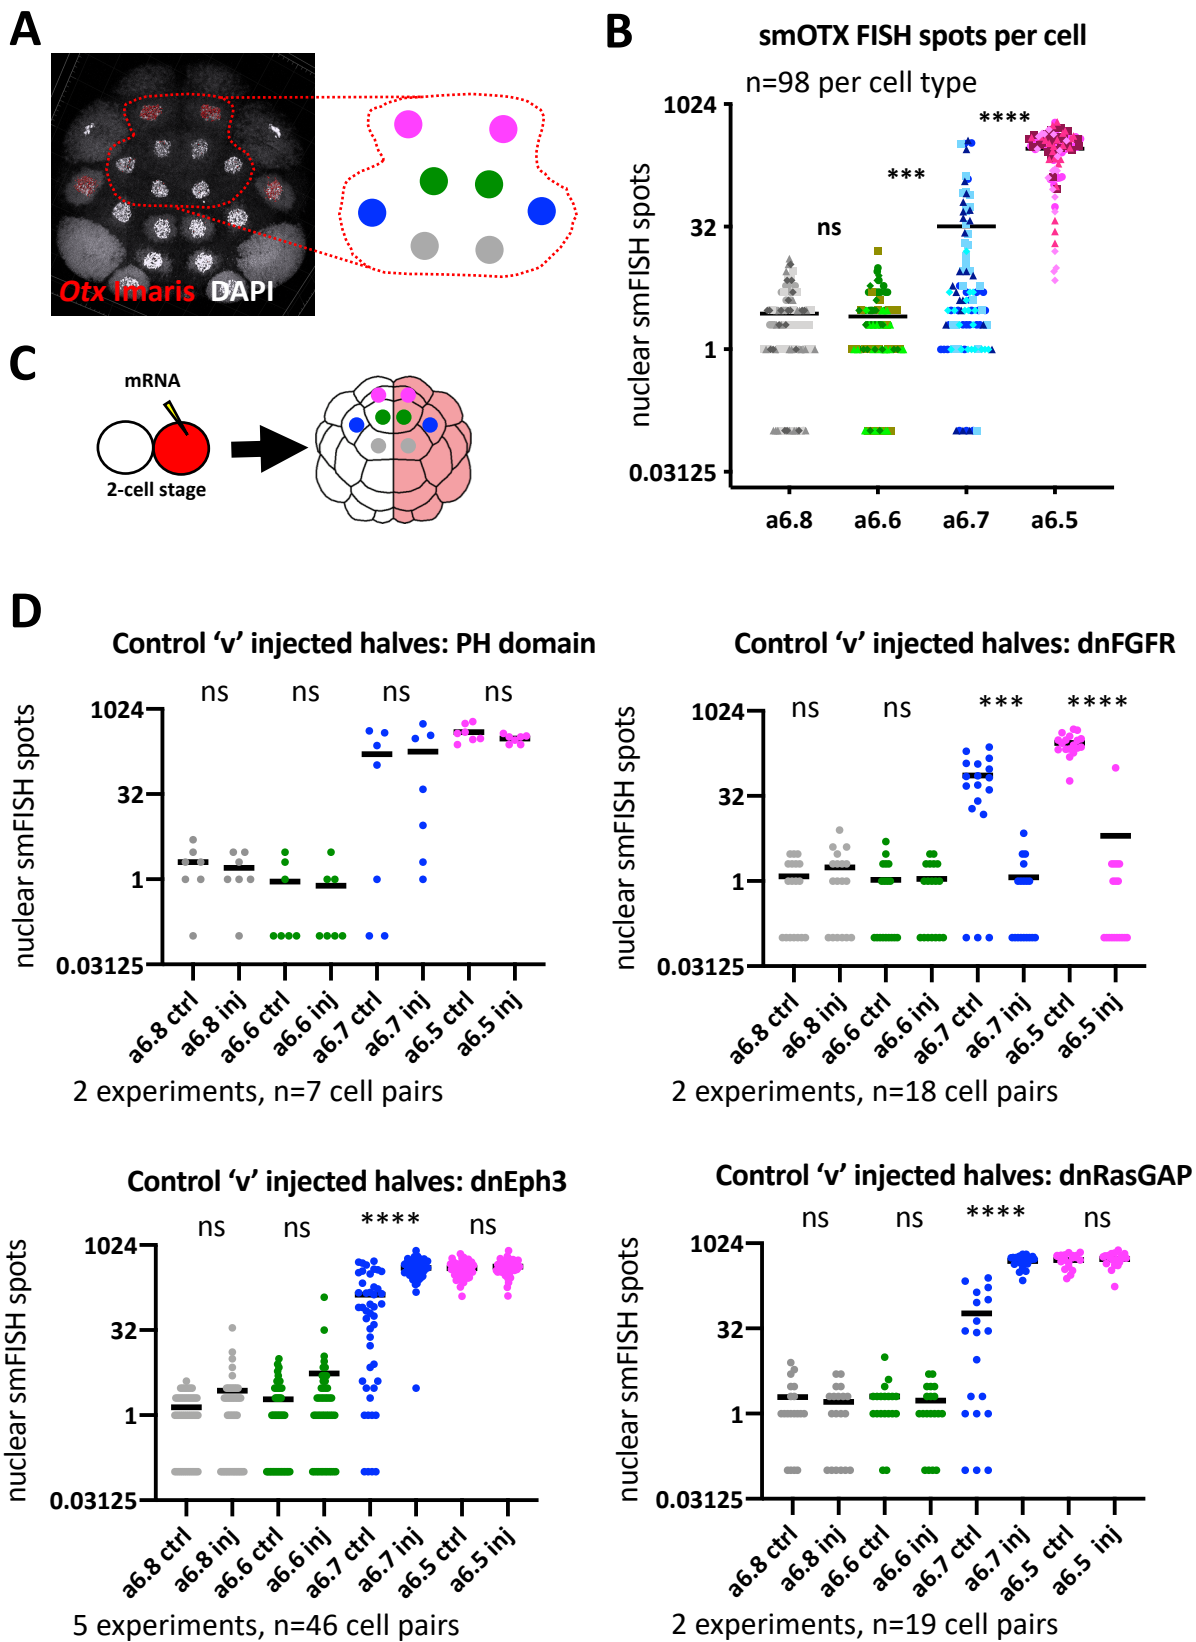 A
Otx Imaris DAPI
B
smOTX FISH spots per cell
n=98 per cell type
nuclear smFISH spots
1024
32
1
0.03125
ns
***
****
a6.8 a6.6 a6.7 a6.5
C
mRNA
2-cell stage
D
Control ‘v’ injected halves: PH domain
nuclear smFISH spots
1024
32
1
0.03125
ns ns ns ns
a6.8 ctrl
a6.8 inj
a6.6 ctrl
a6.6 inj
a6.7 ctrl
a6.7 inj
a6.5 ctrl
a6.5 inj
2 experiments, n=7 cell pairs
Control ‘v’ injected halves: dnFGFR
nuclear smFISH spots
1024
32
1
0.03125
ns ns *** ****
a6.8 ctrl
a6.8 inj
a6.6 ctrl
a6.6 inj
a6.7 ctrl
a6.7 inj
a6.5 ctrl
a6.5 inj
2 experiments, n=18 cell pairs
Control ‘v’ injected halves: dnEph3
nuclear smFISH spots
1024
32
1
0.03125
ns ns **** ns
a6.8 ctrl
a6.8 inj
a6.6 ctrl
a6.6 inj
a6.7 ctrl
a6.7 inj
a6.5 ctrl
a6.5 inj
5 experiments, n=46 cell pairs
Control ‘v’ injected halves: dnRasGAP
nuclear smFISH spots
1024
32
1
0.03125
ns ns **** ns
a6.8 ctrl
a6.8 inj
a6.6 ctrl
a6.6 inj
a6.7 ctrl
a6.7 inj
a6.5 ctrl
a6.5 inj
2 experiments, n=19 cell pairs